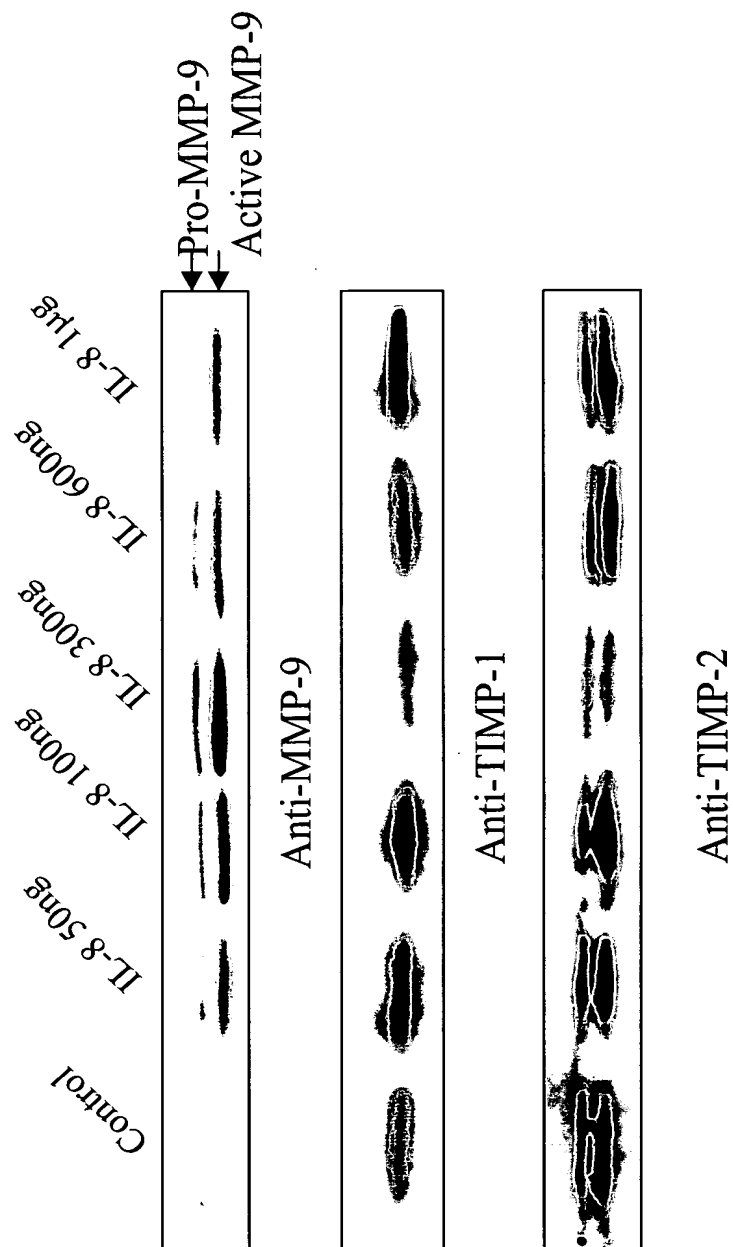 Control
IL-8 50ng
IL-8 100ng
IL-8 300ng
IL-8 600ng
IL-8 1µg
Pro-MMP-9
Active MMP-9
Anti-MMP-9
Anti-TIMP-1
Anti-TIMP-2